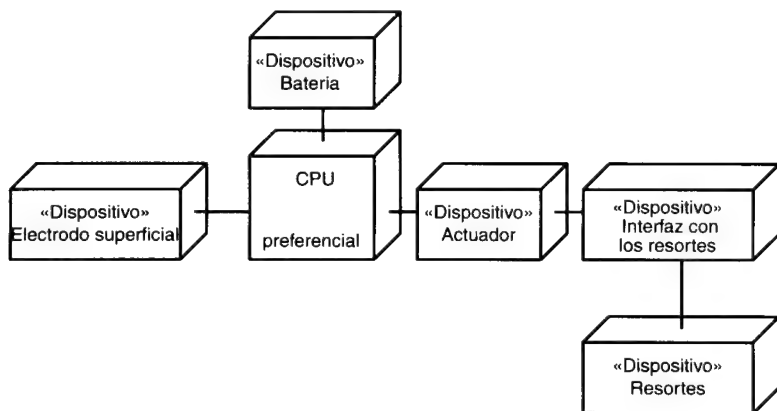 «Dispositivo»
Bateria
CPU
preferencial
«Dispositivo»
Electrodo superficial
«Dispositivo»
Actuador
«Dispositivo»
Interfaz con
los resortes
«Dispositivo»
Resortes